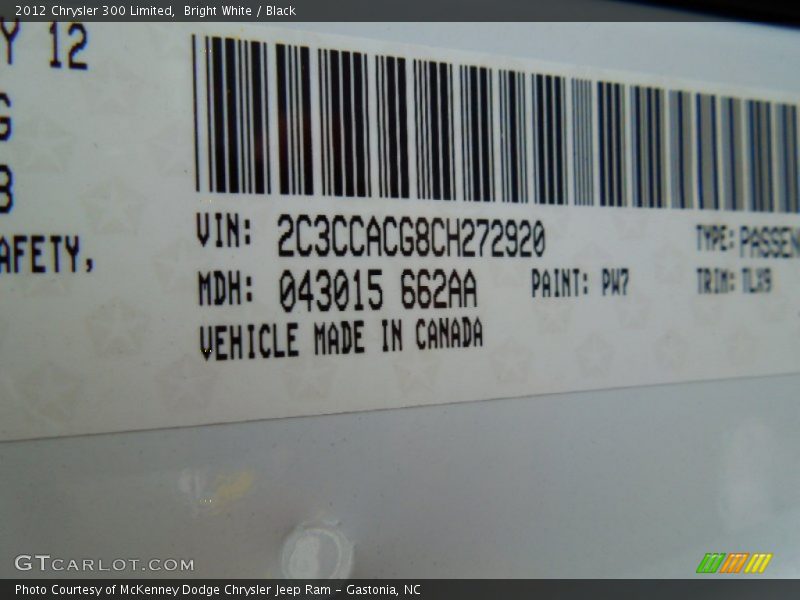 2012 Chrysler 300 Limited, Bright White / Black
Y 12
G
8
AFETY,
VIN: 2C3CCACG8CH272920 TYPE: PASSEN
MDH: 043015 662AA PAINT: PW7 TRIM: TLX9
VEHICLE MADE IN CANADA
GTCARLOT.COM
Photo Courtesy of McKenney Dodge Chrysler Jeep Ram - Gastonia, NC